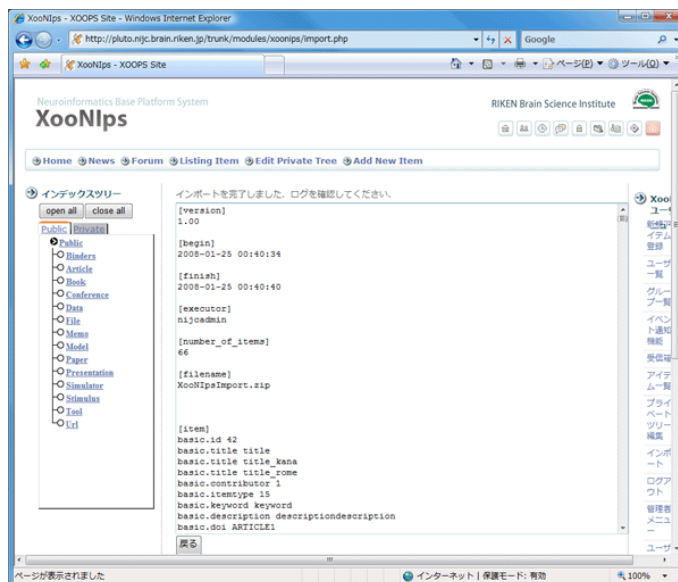 XooNIps - XOOPS Site - Windows Internet Explorer
http://pluto.nijc.brain.riken.jp/trunk/modules/xoonips/import.php
Google
XooNIps - XOOPS Site
ページ(P)
ツール(O)
Neuroinformatics Base Platform System
XooNIps
RIKEN Brain Science Institute
Home News Forum Listing Item Edit Private Tree Add New Item
インデックスツリー
open all close all
Public Private
Public
Binders
Article
Book
Conference
Data
File
Memo
Model
Paper
Presentation
Simulator
Stimulus
Tool
Url
インポートを完了しました。ログを確認してください。
[version]
1.00
[begin]
2008-01-25 00:40:34
[finish]
2008-01-25 00:40:40
[executor]
nijcadmin
[number_of_items]
66
[filename]
XooNIpsImport.zip
[item]
basic.id 42
basic.title title
basic.title title_kana
basic.title title_rome
basic.contributor 1
basic.itemtype 15
basic.keyword keyword
basic.description descriptiondescription
basic.doi ARTICLE1
戻る
ユー
イテム
登録
ユーザ
一覧
グルー
プ一覧
イベン
ト通知
機能
受信箱
アイテ
ム一覧
プライ
ベート
ツリー
編集
インポ
ート
ログア
ウト
管理者
メニュ
ー
ユーザ
ページが表示されました
インターネット | 保護モード: 有効
100%